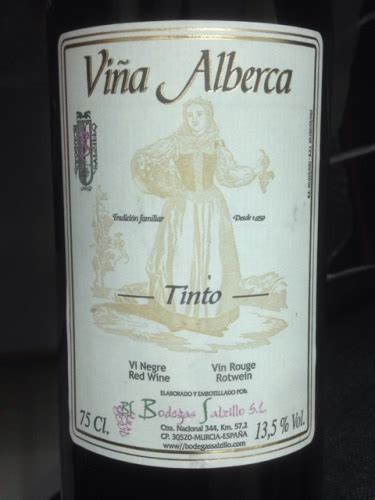 Viña Alberca
Tradición familiar
Desde 1959
Tinto
Vi Negre
Red Wine
Vin Rouge
Rotwein
ELABORADO Y EMBOTELLADO POR:
Bodegas Salzillo S.L.
75 Cl.
Ctra. Nacional 344, Km. 57,2
CP. 30520-MURCIA-ESPAÑA
www//bodegassalzillo.com
13,5 % Vol.